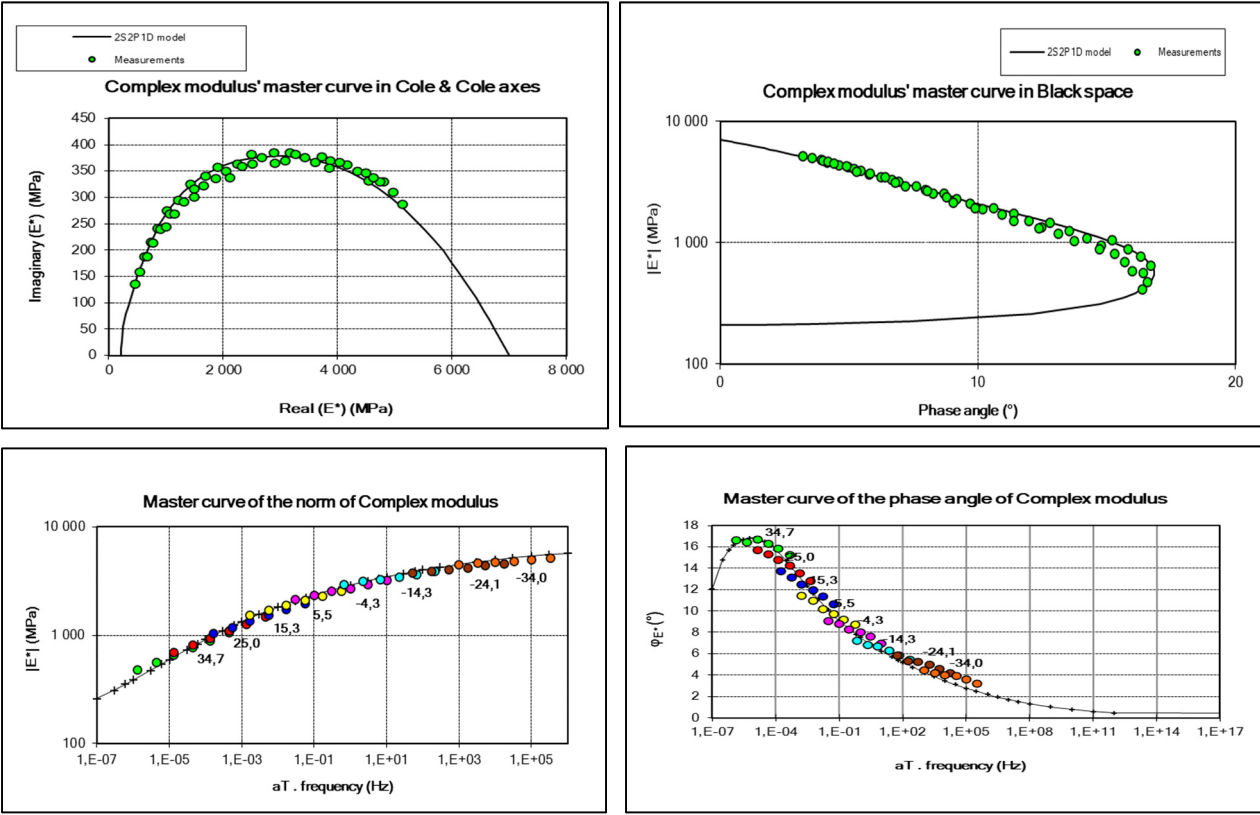 2S2P1D model
Measurements
Complex modulus' master curve in Cole & Cole axes
450
400
350
300
250
200
150
100
50
0
Imaginary (E*) (MPa)
0 2 000 4 000 6 000 8 000
Real (E*) (MPa)
2S2P1D model Measurements
Complex modulus' master curve in Black space
10 000
1 000
100
|E*| (MPa)
0 10 20
Phase angle (°)
Master curve of the norm of Complex modulus
10 000
1 000
100
|E*| (MPa)
34,7
25,0
15,3
5,5
-4,3
-14,3
-24,1
-34,0
1,E-07 1,E-05 1,E-03 1,E-01 1,E+01 1,E+03 1,E+05
aT . frequency (Hz)
Master curve of the phase angle of Complex modulus
18
16
14
12
10
8
6
4
2
0
φE*(°)
34,7
25,0
15,3
5,5
-4,3
-14,3
-24,1
-34,0
1,E-07 1,E-04 1,E-01 1,E+02 1,E+05 1,E+08 1,E+11 1,E+14 1,E+17
aT . frequency (Hz)